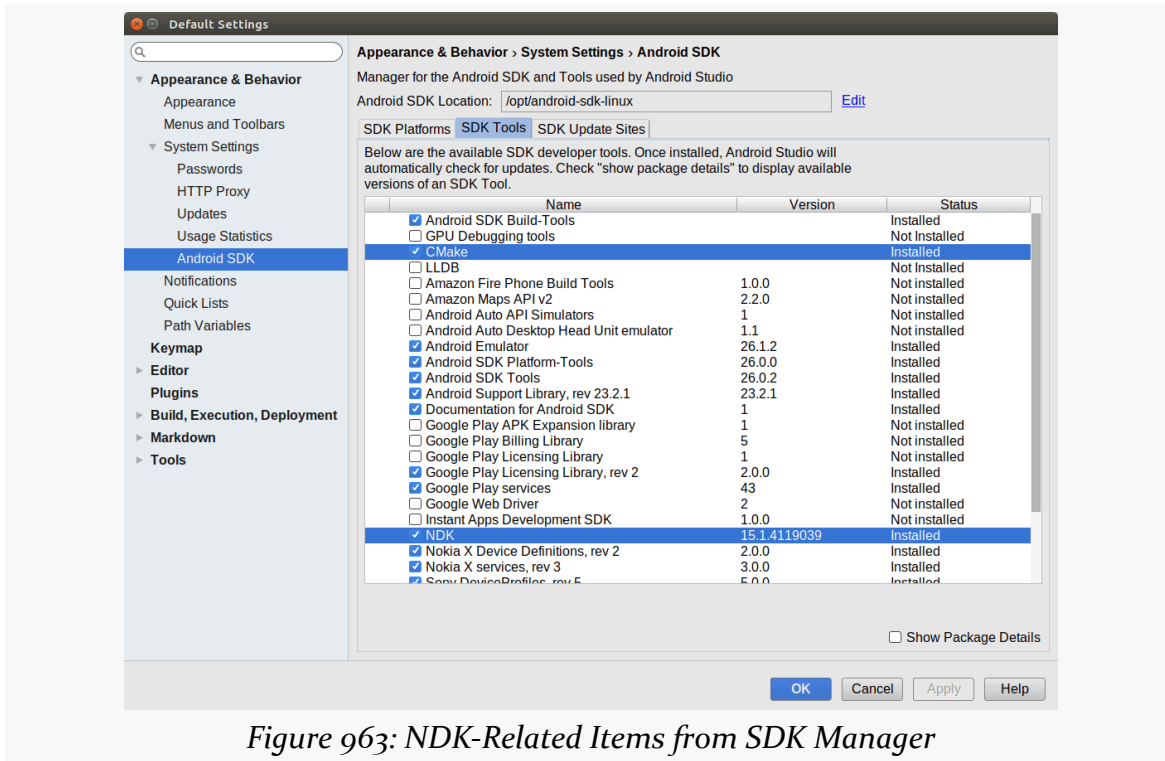 Default Settings
Appearance & Behavior
Appearance
Menus and Toolbars
System Settings
Passwords
HTTP Proxy
Updates
Usage Statistics
Android SDK
Notifications
Quick Lists
Path Variables
Keymap
Editor
Plugins
Build, Execution, Deployment
Markdown
Tools
Appearance & Behavior › System Settings › Android SDK
Manager for the Android SDK and Tools used by Android Studio
Android SDK Location: /opt/android-sdk-linux Edit
SDK Platforms SDK Tools SDK Update Sites
Below are the available SDK developer tools. Once installed, Android Studio will
automatically check for updates. Check "show package details" to display available
versions of an SDK Tool.
Name Version Status
Android SDK Build-Tools Installed
GPU Debugging tools Not Installed
CMake Installed
LLDB Not Installed
Amazon Fire Phone Build Tools 1.0.0 Not installed
Amazon Maps API v2 2.2.0 Not installed
Android Auto API Simulators 1 Not installed
Android Auto Desktop Head Unit emulator 1.1 Not installed
Android Emulator 26.1.2 Installed
Android SDK Platform-Tools 26.0.0 Installed
Android SDK Tools 26.0.2 Installed
Android Support Library, rev 23.2.1 23.2.1 Installed
Documentation for Android SDK 1 Installed
Google Play APK Expansion library 1 Not installed
Google Play Billing Library 5 Not installed
Google Play Licensing Library 1 Not installed
Google Play Licensing Library, rev 2 2.0.0 Installed
Google Play services 43 Installed
Google Web Driver 2 Not installed
Instant Apps Development SDK 1.0.0 Not installed
NDK 15.1.4119039 Installed
Nokia X Device Definitions, rev 2 2.0.0 Installed
Nokia X services, rev 3 3.0.0 Installed
Sony DeviceProfiles, rev 5 5.0.0 Installed
Show Package Details
OK Cancel Apply Help
Figure 963: NDK-Related Items from SDK Manager